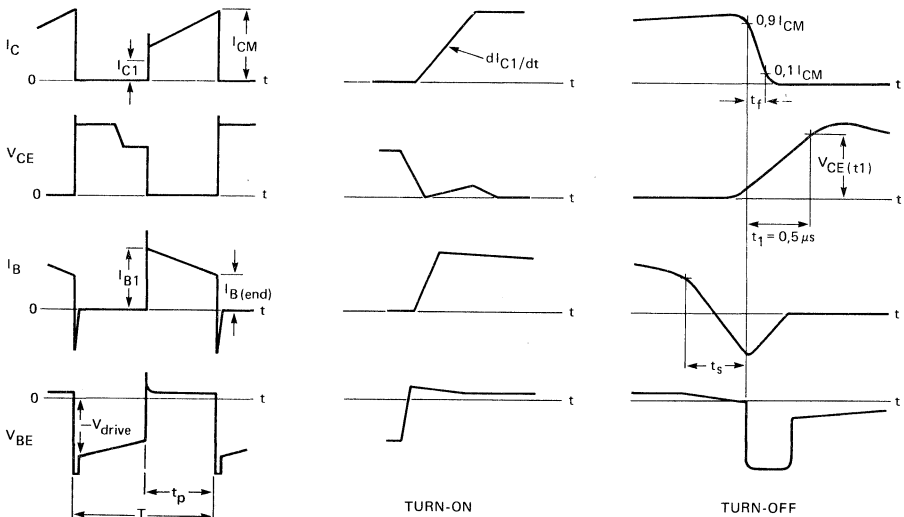 I_C
I_C1
I_CM
0
t
dI_C1/dt
0,9 I_CM
0,1 I_CM
t_f
t
V_CE
0
t
t
V_CE(t1)
t
t_1 = 0,5 μs
I_B
I_B1
I_B(end)
0
t
t
t
t_s
0
t
t
t
V_BE
–V_drive
t_p
T
TURN-ON
TURN-OFF